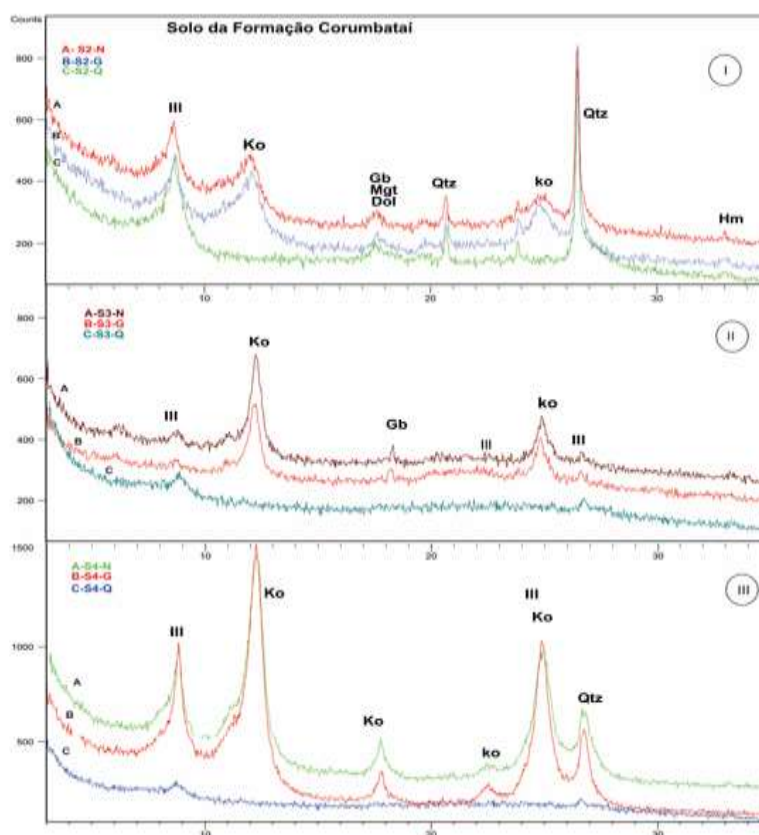 Counts
Solo da Formação Corumbataí
A- S2-N
B-S2-G
C-S2-Q
I
800
600
400
200
A
B
C
Ill
Ko
Gb
Mgt
Dol
Qtz
ko
Qtz
Hm
10
20
30
A-S3-N
B-S3-G
C-S3-Q
II
800
600
400
200
A
B
C
Ill
Ko
Gb
Ill
ko
Ill
10
20
30
1500
A-S4-N
B-S4-G
C-S4-Q
III
1000
500
A
B
C
Ill
Ko
Ko
ko
Ill
Ko
Qtz
10
20
30